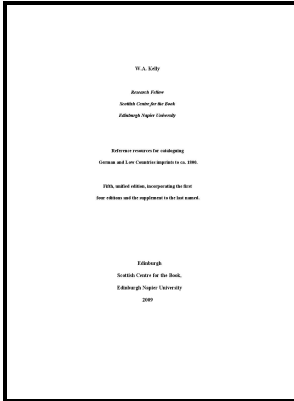 W.A. Kelly
Research Fellow
Scottish Centre for the Book
Edinburgh Napier University
Reference resources for cataloguing
German and Low Countries imprints to ca. 1800.
Fifth, unified edition, incorporating the first
four editions and the supplement to the last named.
Edinburgh
Scottish Centre for the Book,
Edinburgh Napier University
2009